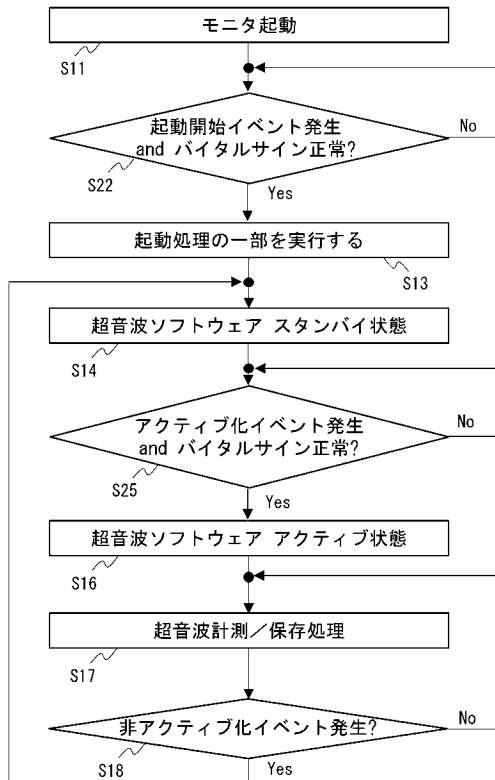 モニタ起動
S11
起動開始イベント発生
and バイタルサイン正常?
No
S22
Yes
起動処理の一部を実行する
S13
超音波ソフトウェア スタンバイ状態
S14
アクティブ化イベント発生
and バイタルサイン正常?
No
S25
Yes
超音波ソフトウェア アクティブ状態
S16
超音波計測／保存処理
S17
非アクティブ化イベント発生?
No
S18
Yes